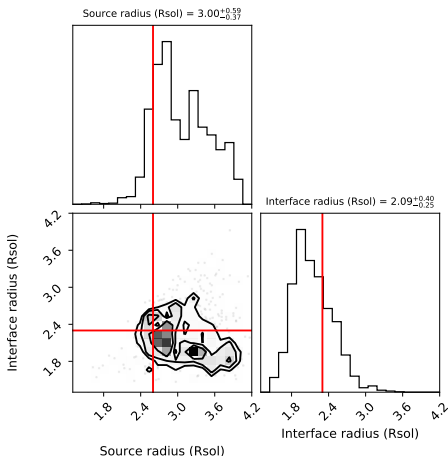 Source radius (Rsol) = 3.00^{+0.59}_{-0.37}
Interface radius (Rsol) = 2.09^{+0.40}_{-0.25}
Interface radius (Rsol)
4.2
3.6
3.0
2.4
1.8
1.8 2.4 3.0 3.6 4.2
Source radius (Rsol)
1.8 2.4 3.0 3.6 4.2
Interface radius (Rsol)